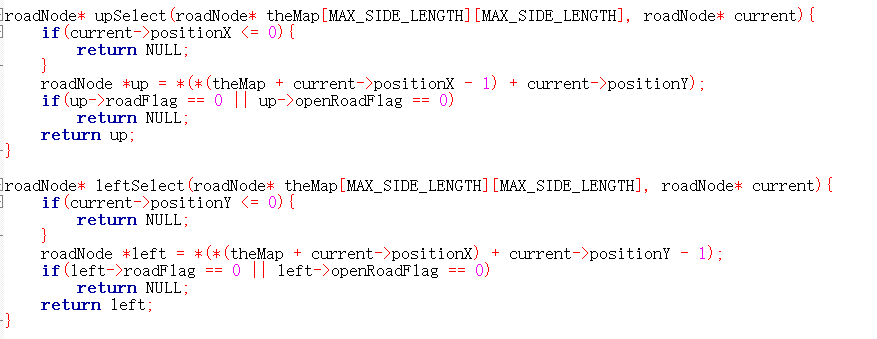 roadNode* upSelect(roadNode* theMap[MAX_SIDE_LENGTH][MAX_SIDE_LENGTH], roadNode* current){
    if(current->positionX <= 0){
        return NULL;
    }
    roadNode *up = *(*(theMap + current->positionX - 1) + current->positionY);
    if(up->roadFlag == 0 || up->openRoadFlag == 0)
        return NULL;
    return up;
}
roadNode* leftSelect(roadNode* theMap[MAX_SIDE_LENGTH][MAX_SIDE_LENGTH], roadNode* current){
    if(current->positionY <= 0){
        return NULL;
    }
    roadNode *left = *(*(theMap + current->positionX) + current->positionY - 1);
    if(left->roadFlag == 0 || left->openRoadFlag == 0)
        return NULL;
    return left;
}